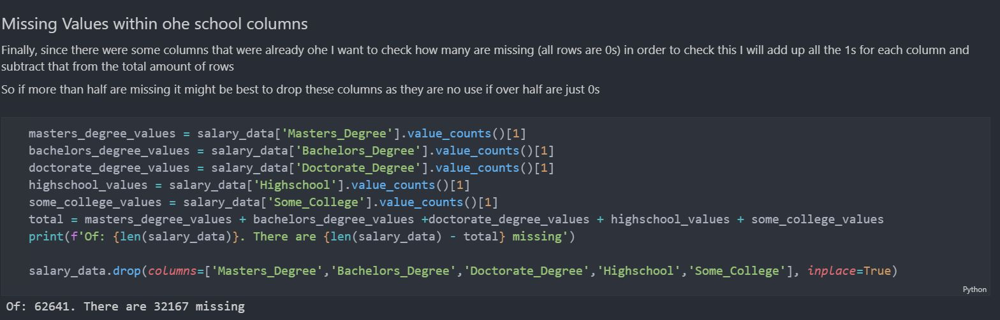 Missing Values within ohe school columns
Finally, since there were some columns that were already ohe I want to check how many are missing (all rows are 0s) in order to check this I will add up all the 1s for each column and
subtract that from the total amount of rows
So if more than half are missing it might be best to drop these columns as they are no use if over half are just 0s
masters_degree_values = salary_data['Masters_Degree'].value_counts()[1]
bachelors_degree_values = salary_data['Bachelors_Degree'].value_counts()[1]
doctorate_degree_values = salary_data['Doctorate_Degree'].value_counts()[1]
highschool_values = salary_data['Highschool'].value_counts()[1]
some_college_values = salary_data['Some_College'].value_counts()[1]
total = masters_degree_values + bachelors_degree_values +doctorate_degree_values + highschool_values + some_college_values
print(f'Of: {len(salary_data)}. There are {len(salary_data) - total} missing')
salary_data.drop(columns=['Masters_Degree','Bachelors_Degree','Doctorate_Degree','Highschool','Some_College'], inplace=True)
Python
Of: 62641. There are 32167 missing